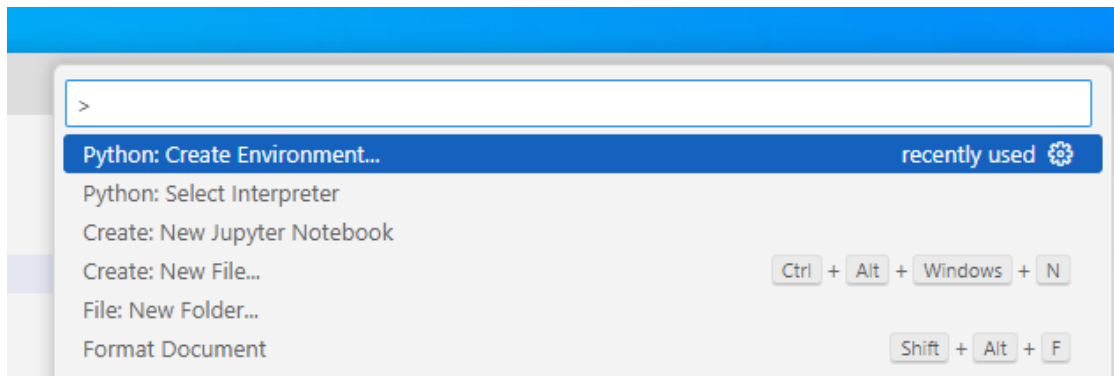 >
Python: Create Environment... recently used
Python: Select Interpreter
Create: New Jupyter Notebook
Create: New File... Ctrl + Alt + Windows + N
File: New Folder...
Format Document Shift + Alt + F